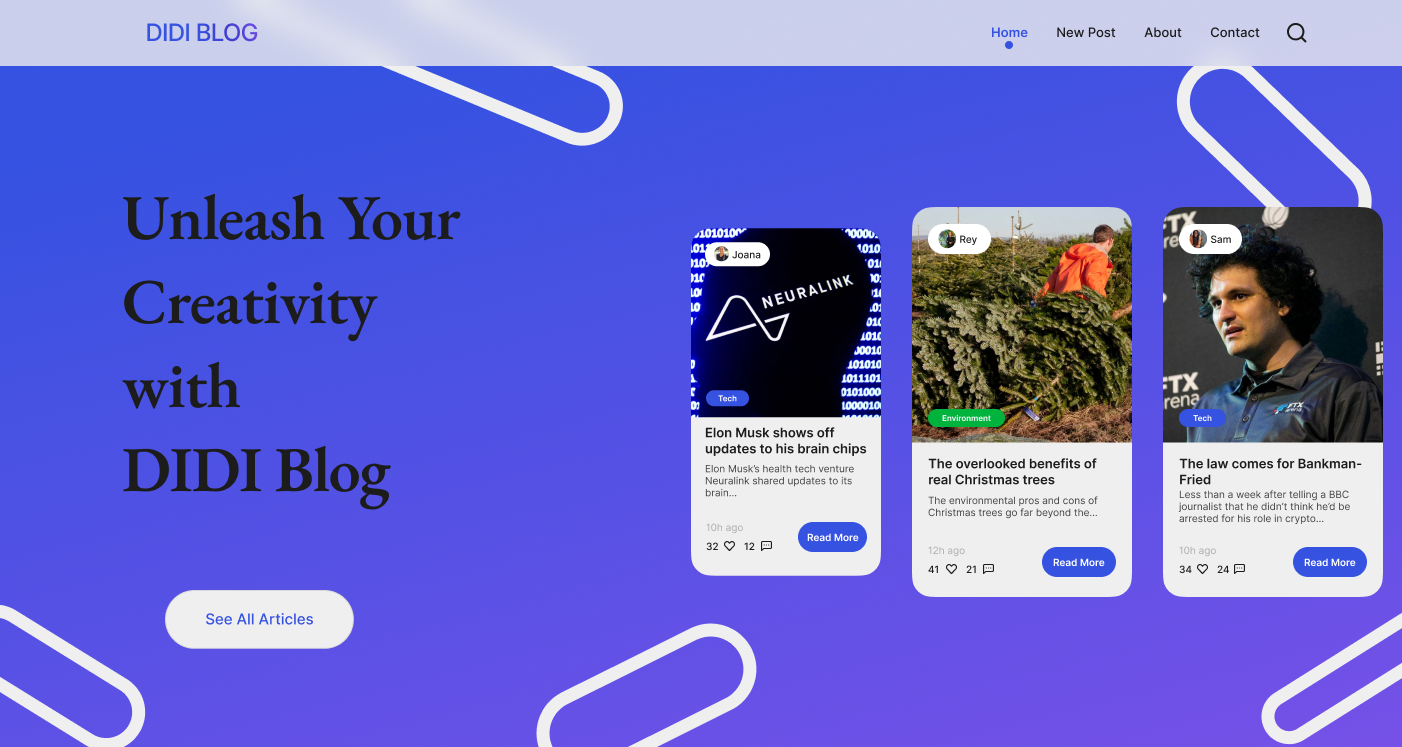 DIDI BLOG
Home
New Post
About
Contact
Unleash Your
Creativity
with
DIDI Blog
See All Articles
Joana
NEURALINK
Tech
Elon Musk shows off
updates to his brain chips
Elon Musk's health tech venture
Neuralink shared updates to its
brain...
10h ago
32
12
Read More
Rey
Environment
The overlooked benefits of
real Christmas trees
The environmental pros and cons of
Christmas trees go far beyond the...
12h ago
41
21
Read More
Sam
FTX
FTX
arena
FTX
arena
Tech
The law comes for Bankman-
Fried
Less than a week after telling a BBC
journalist that he didn't think he'd be
arrested for his role in crypto...
10h ago
34
24
Read More